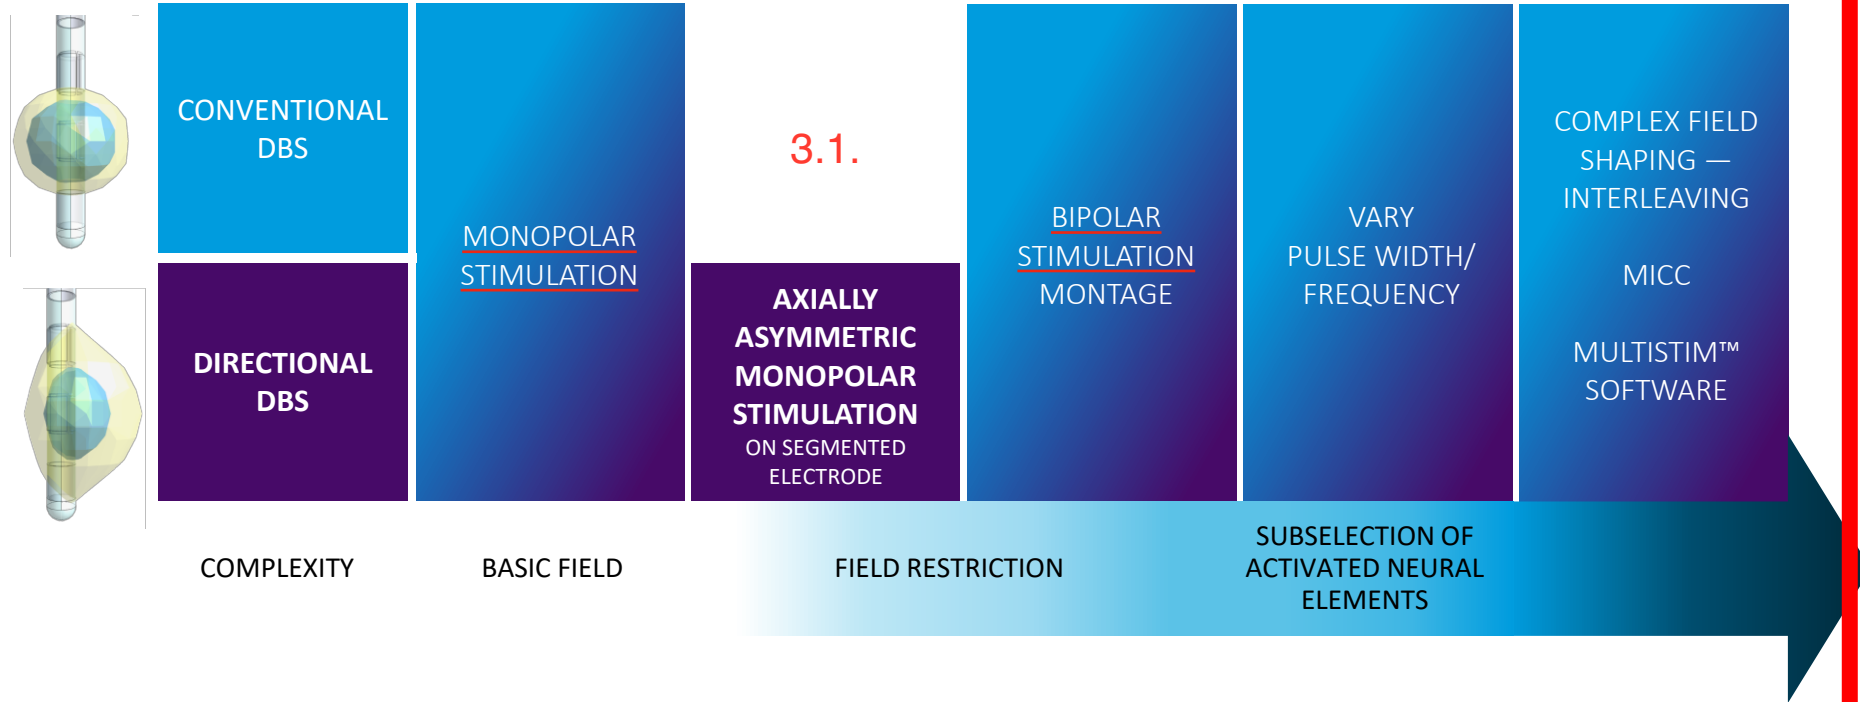 CONVENTIONAL
DBS
DIRECTIONAL
DBS
MONOPOLAR
STIMULATION
3.1.
AXIALLY
ASYMMETRIC
MONOPOLAR
STIMULATION
ON SEGMENTED
ELECTRODE
BIPOLAR
STIMULATION
MONTAGE
VARY
PULSE WIDTH/
FREQUENCY
COMPLEX FIELD
SHAPING —
INTERLEAVING
MICC
MULTISTIM™
SOFTWARE
COMPLEXITY
BASIC FIELD
FIELD RESTRICTION
SUBSELECTION OF
ACTIVATED NEURAL
ELEMENTS